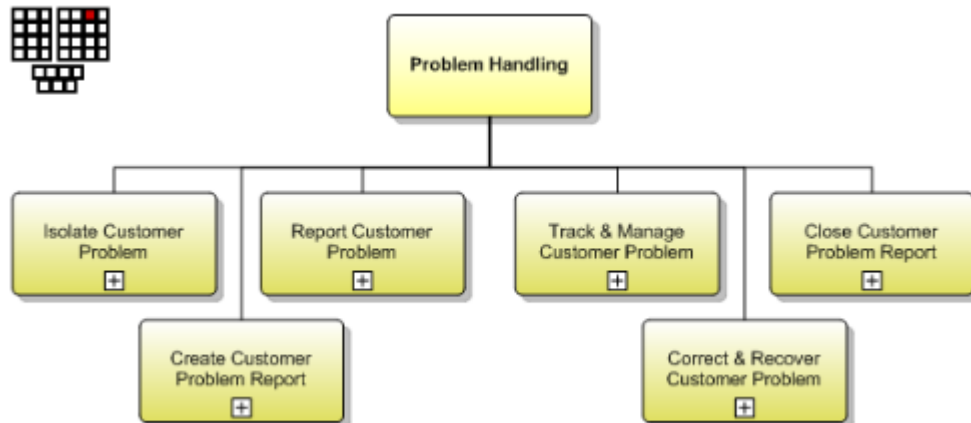 Problem Handling
Isolate Customer
Problem
Report Customer
Problem
Track & Manage
Customer Problem
Close Customer
Problem Report
Create Customer
Problem Report
Correct & Recover
Customer Problem